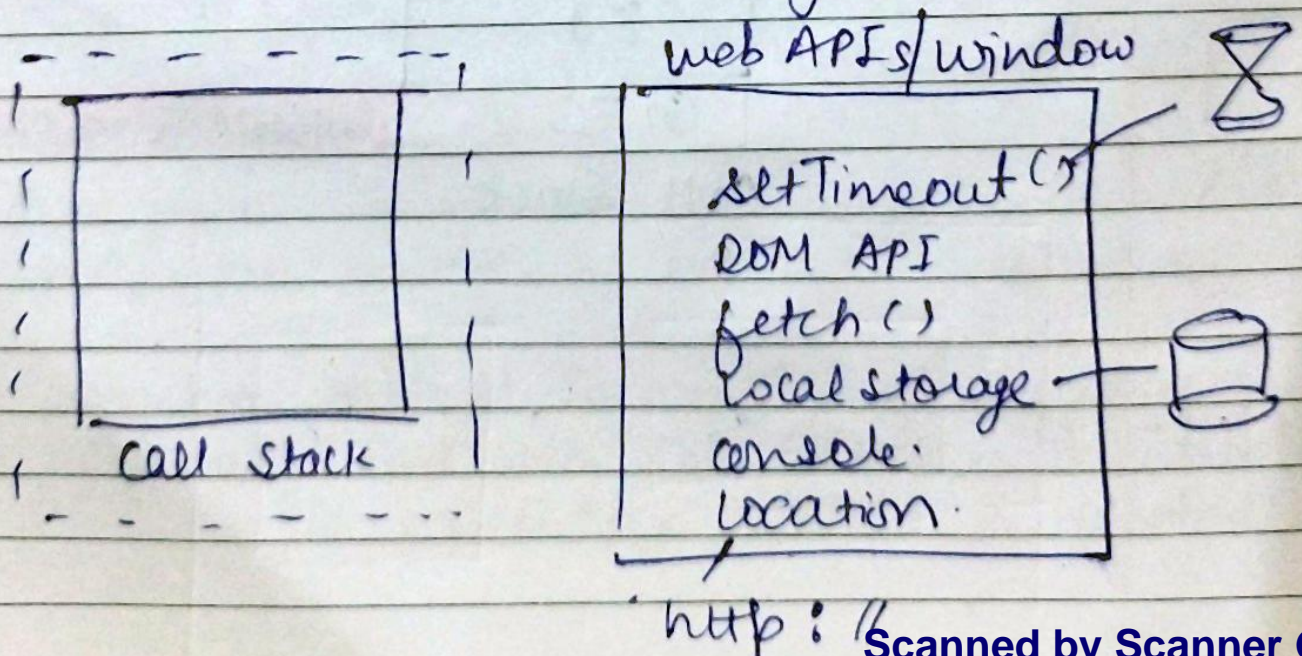 web APIs/window
setTimeout()
DOM API
fetch()
local storage
console.
location.
call stack
http://
Scanned by Scanner